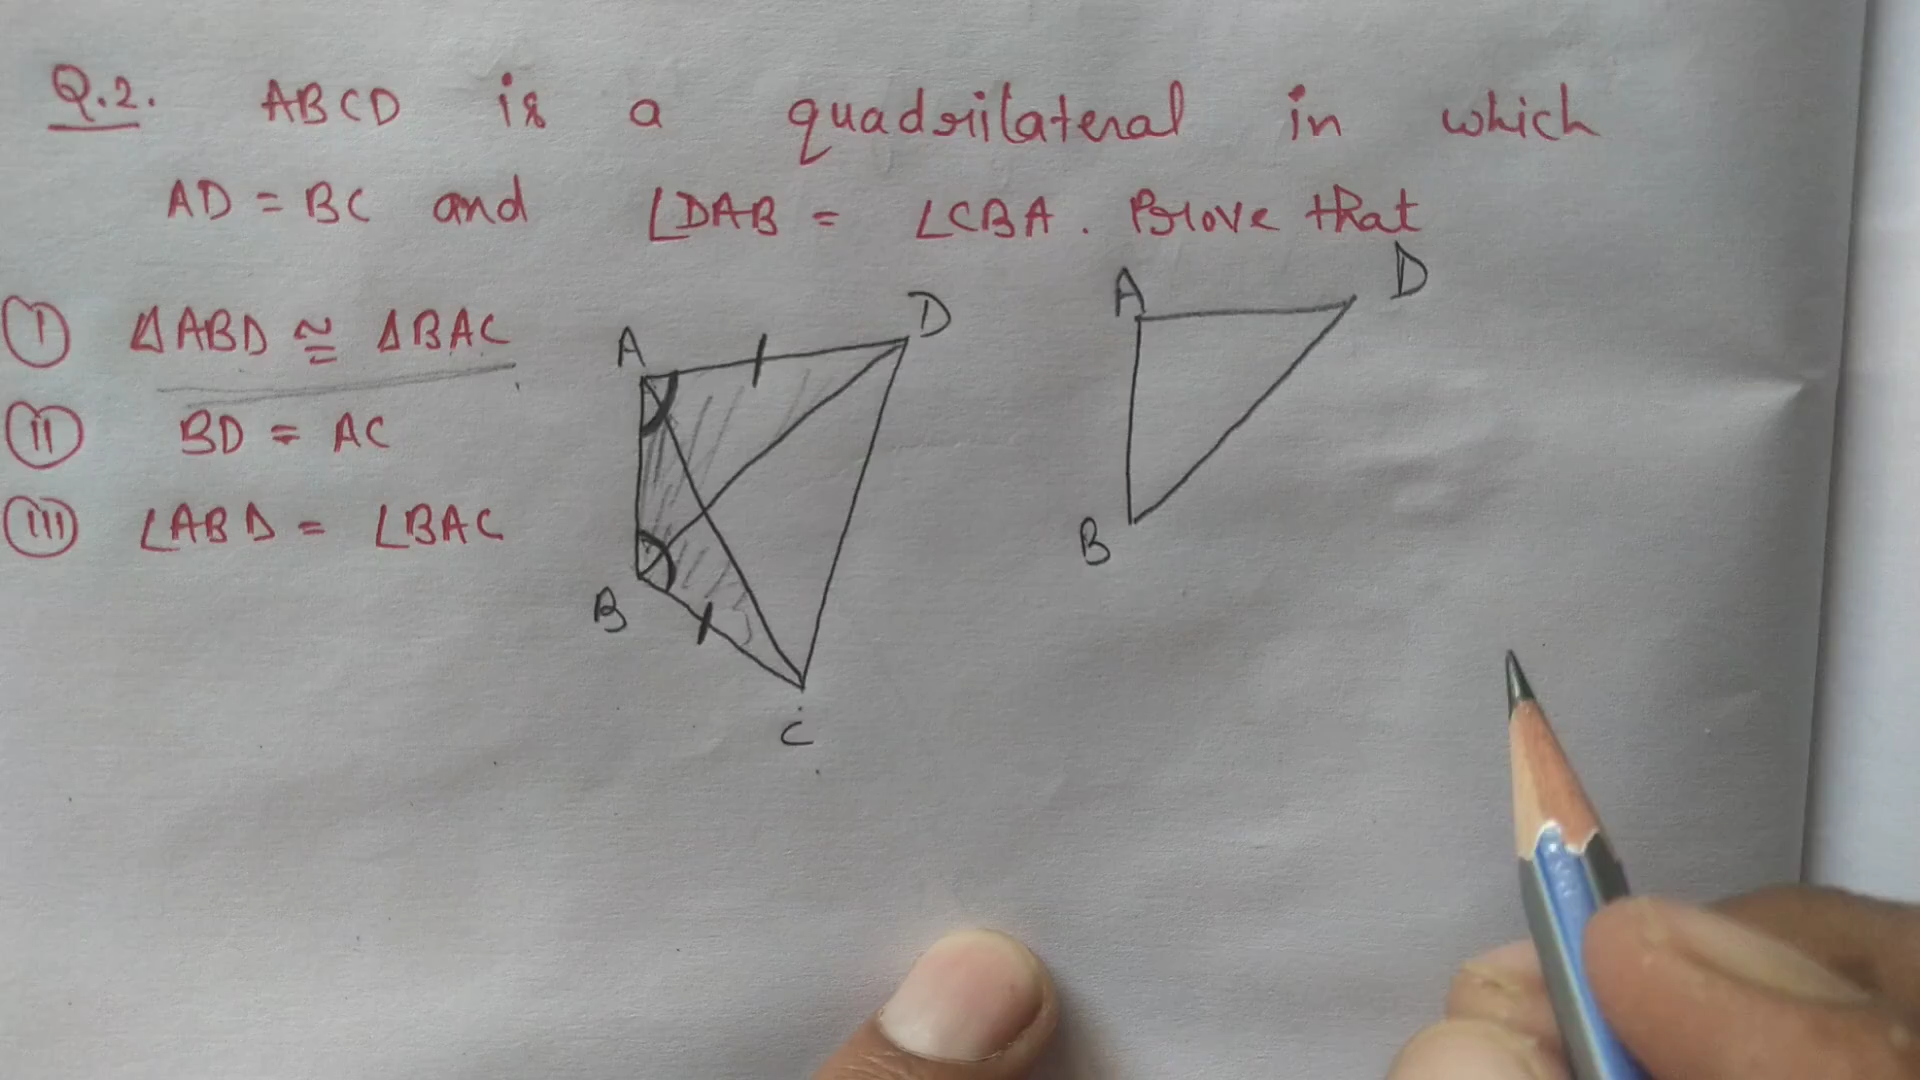 Q.2. ABCD is a quadrilateral in which
AD = BC and ∠DAB = ∠CBA. Prove that
(I) ΔABD ≅ ΔBAC
(II) BD = AC
(III) ∠ABD = ∠BAC
A D
B
C
A D
B